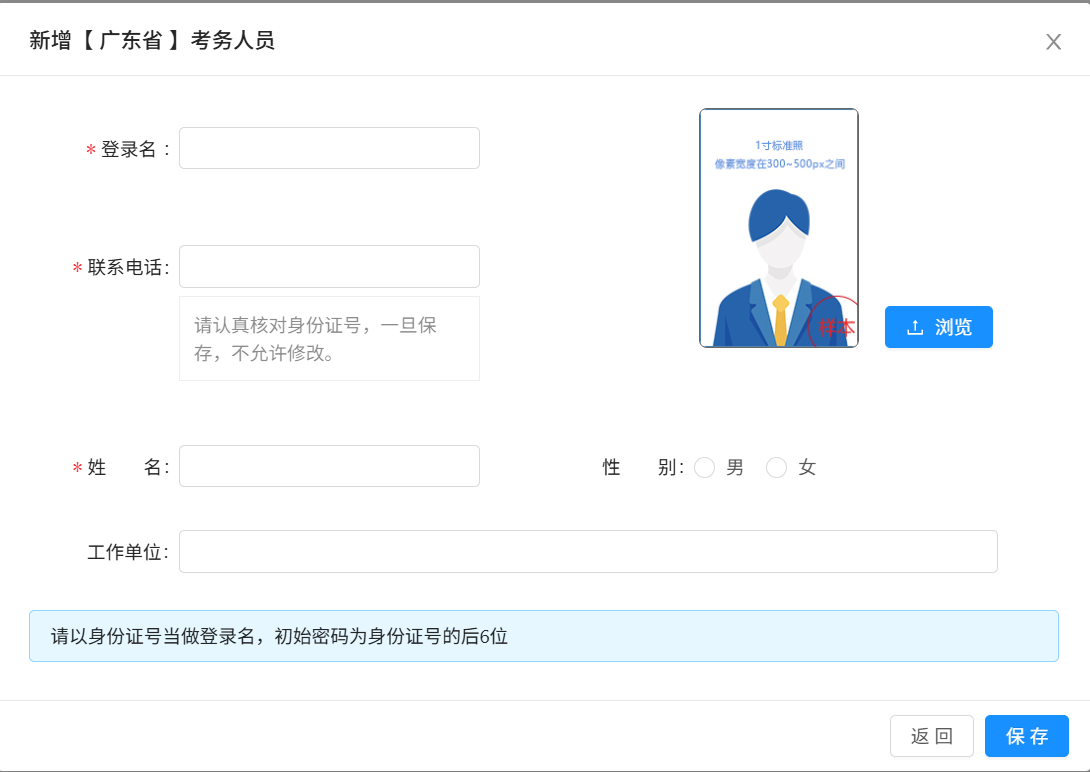 新增【 广东省 】考务人员
* 登录名 :
1寸标准照
像素宽度在300~500px之间
样本
* 联系电话:
浏览
请认真核对身份证号，一旦保
存，不允许修改。
* 姓 名:
性 别: 男 女
工作单位:
请以身份证号当做登录名，初始密码为身份证号的后6位
返 回 保 存